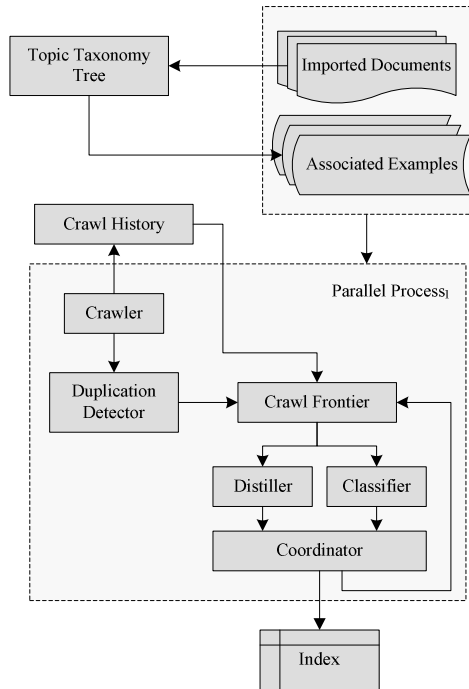 Topic Taxonomy
Tree
Imported Documents
Associated Examples
Crawl History
Parallel Process₁
Crawler
Duplication
Detector
Crawl Frontier
Distiller
Classifier
Coordinator
Index